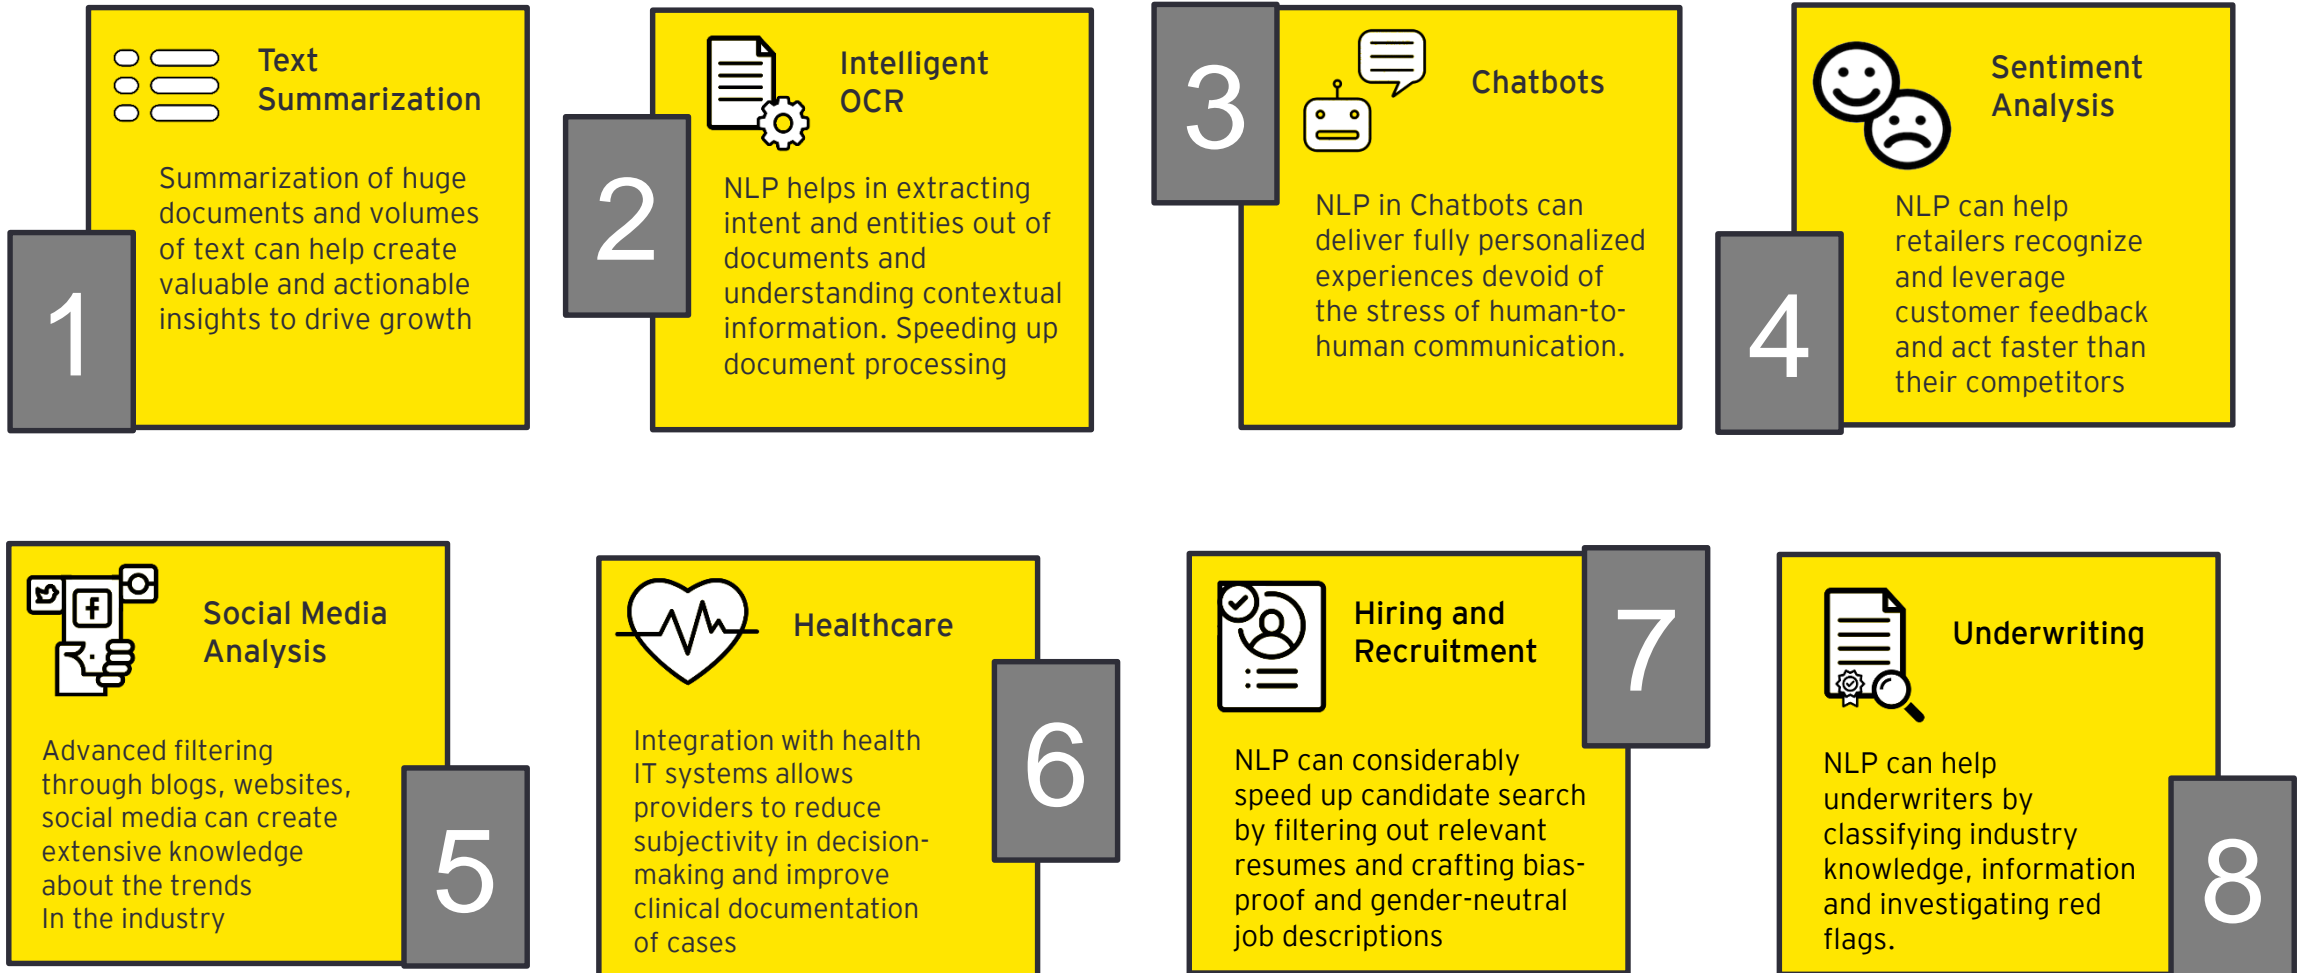 1
Text
Summarization
Summarization of huge
documents and volumes
of text can help create
valuable and actionable
insights to drive growth
2
Intelligent
OCR
NLP helps in extracting
intent and entities out of
documents and
understanding contextual
information. Speeding up
document processing
3
Chatbots
NLP in Chatbots can
deliver fully personalized
experiences devoid of
the stress of human-to-
human communication.
4
Sentiment
Analysis
NLP can help
retailers recognize
and leverage
customer feedback
and act faster than
their competitors
5
Social Media
Analysis
Advanced filtering
through blogs, websites,
social media can create
extensive knowledge
about the trends
In the industry
6
Healthcare
Integration with health
IT systems allows
providers to reduce
subjectivity in decision-
making and improve
clinical documentation
of cases
7
Hiring and
Recruitment
NLP can considerably
speed up candidate search
by filtering out relevant
resumes and crafting bias-
proof and gender-neutral
job descriptions
8
Underwriting
NLP can help
underwriters by
classifying industry
knowledge, information
and investigating red
flags.